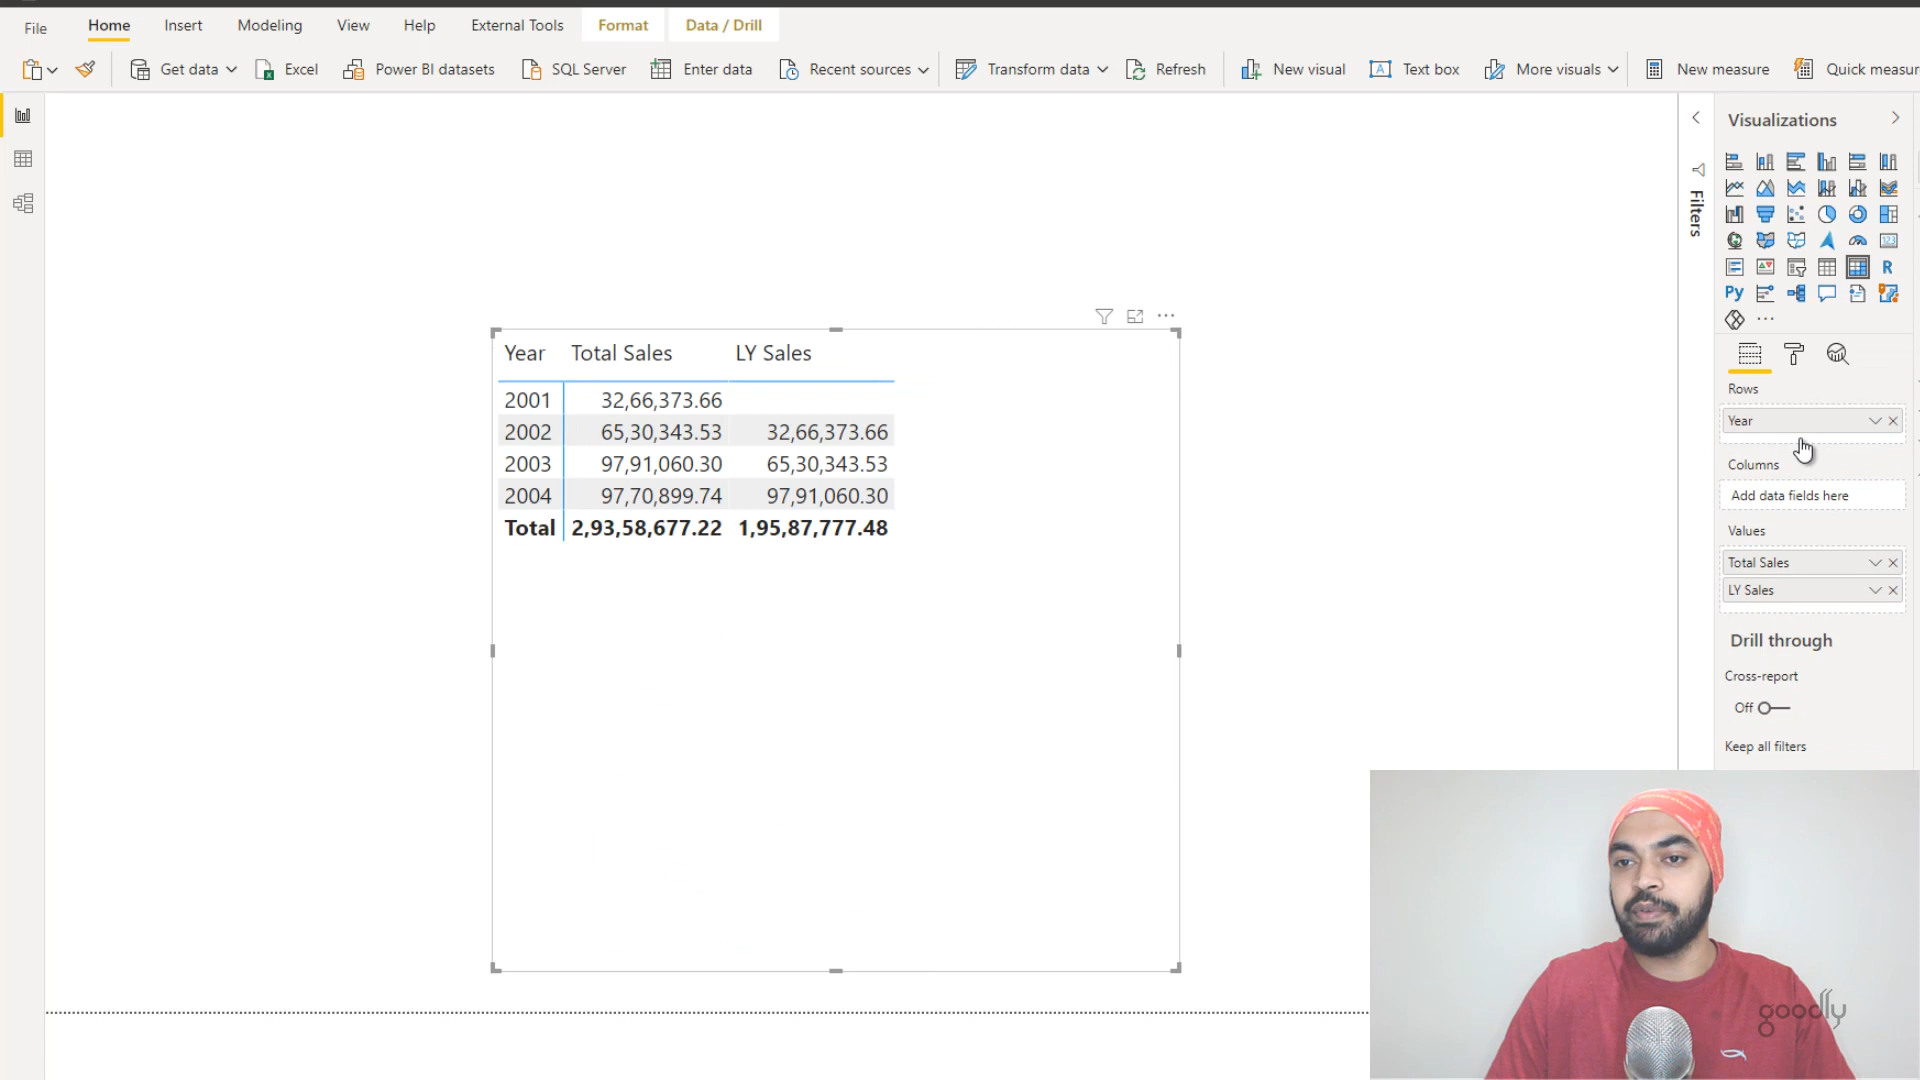 File Home Insert Modeling View Help External Tools Format Data / Drill
Get data Excel Power BI datasets SQL Server Enter data Recent sources Transform data Refresh New visual Text box More visuals New measure Quick measur
Visualizations
Filters
123
R
Py
Year Total Sales LY Sales
2001 32,66,373.66
2002 65,30,343.53 32,66,373.66
2003 97,91,060.30 65,30,343.53
2004 97,70,899.74 97,91,060.30
Total 2,93,58,677.22 1,95,87,777.48
Rows
Year
Columns
Add data fields here
Values
Total Sales
LY Sales
Drill through
Cross-report
Off
Keep all filters
goodly